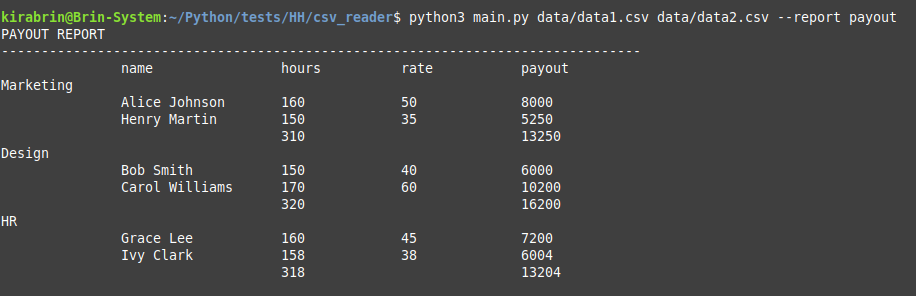 kirabrin@Brin-System:~/Python/tests/HH/csv_reader$ python3 main.py data/data1.csv data/data2.csv --report payout
PAYOUT REPORT
--------------------------------------------------------------------------------
name hours rate payout
Marketing
Alice Johnson 160 50 8000
Henry Martin 150 35 5250
310 13250
Design
Bob Smith 150 40 6000
Carol Williams 170 60 10200
320 16200
HR
Grace Lee 160 45 7200
Ivy Clark 158 38 6004
318 13204